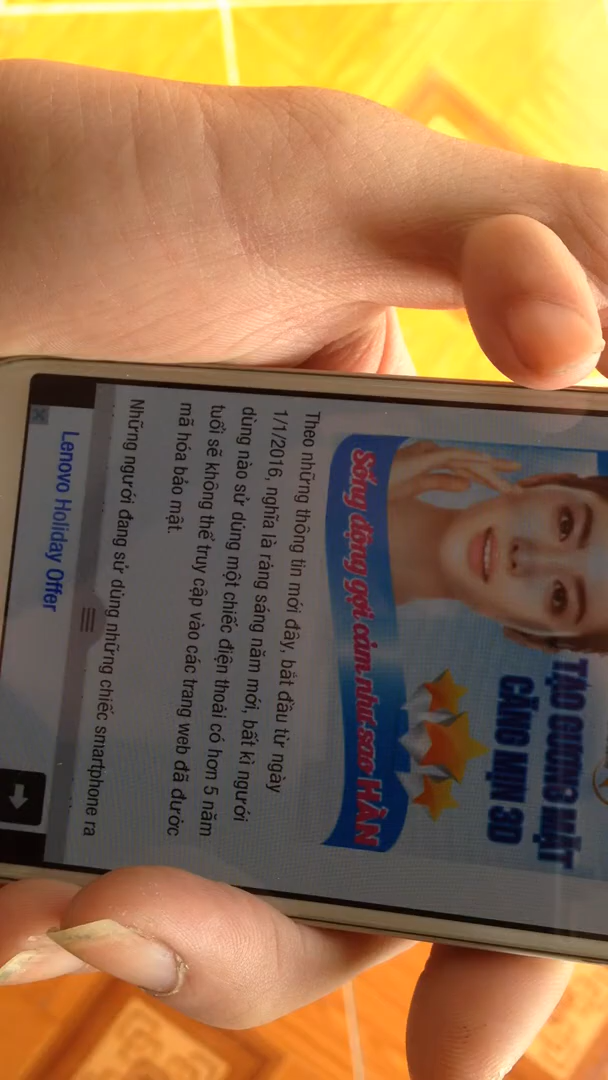 TẠO GƯƠNG MẶT
CĂNG MỊN 3D
Sống động gợi cảm như sao HÀN
Theo những thông tin mới đây, bắt đầu từ ngày
1/1/2016, nghĩa là rạng sáng năm mới, bất kì người
dùng nào sử dụng một chiếc điện thoại có hơn 5 năm
tuổi sẽ không thể truy cập vào các trang web đã được
mã hóa bảo mật.
Những người đang sử dụng những chiếc smartphone ra
Lenovo Holiday Offer